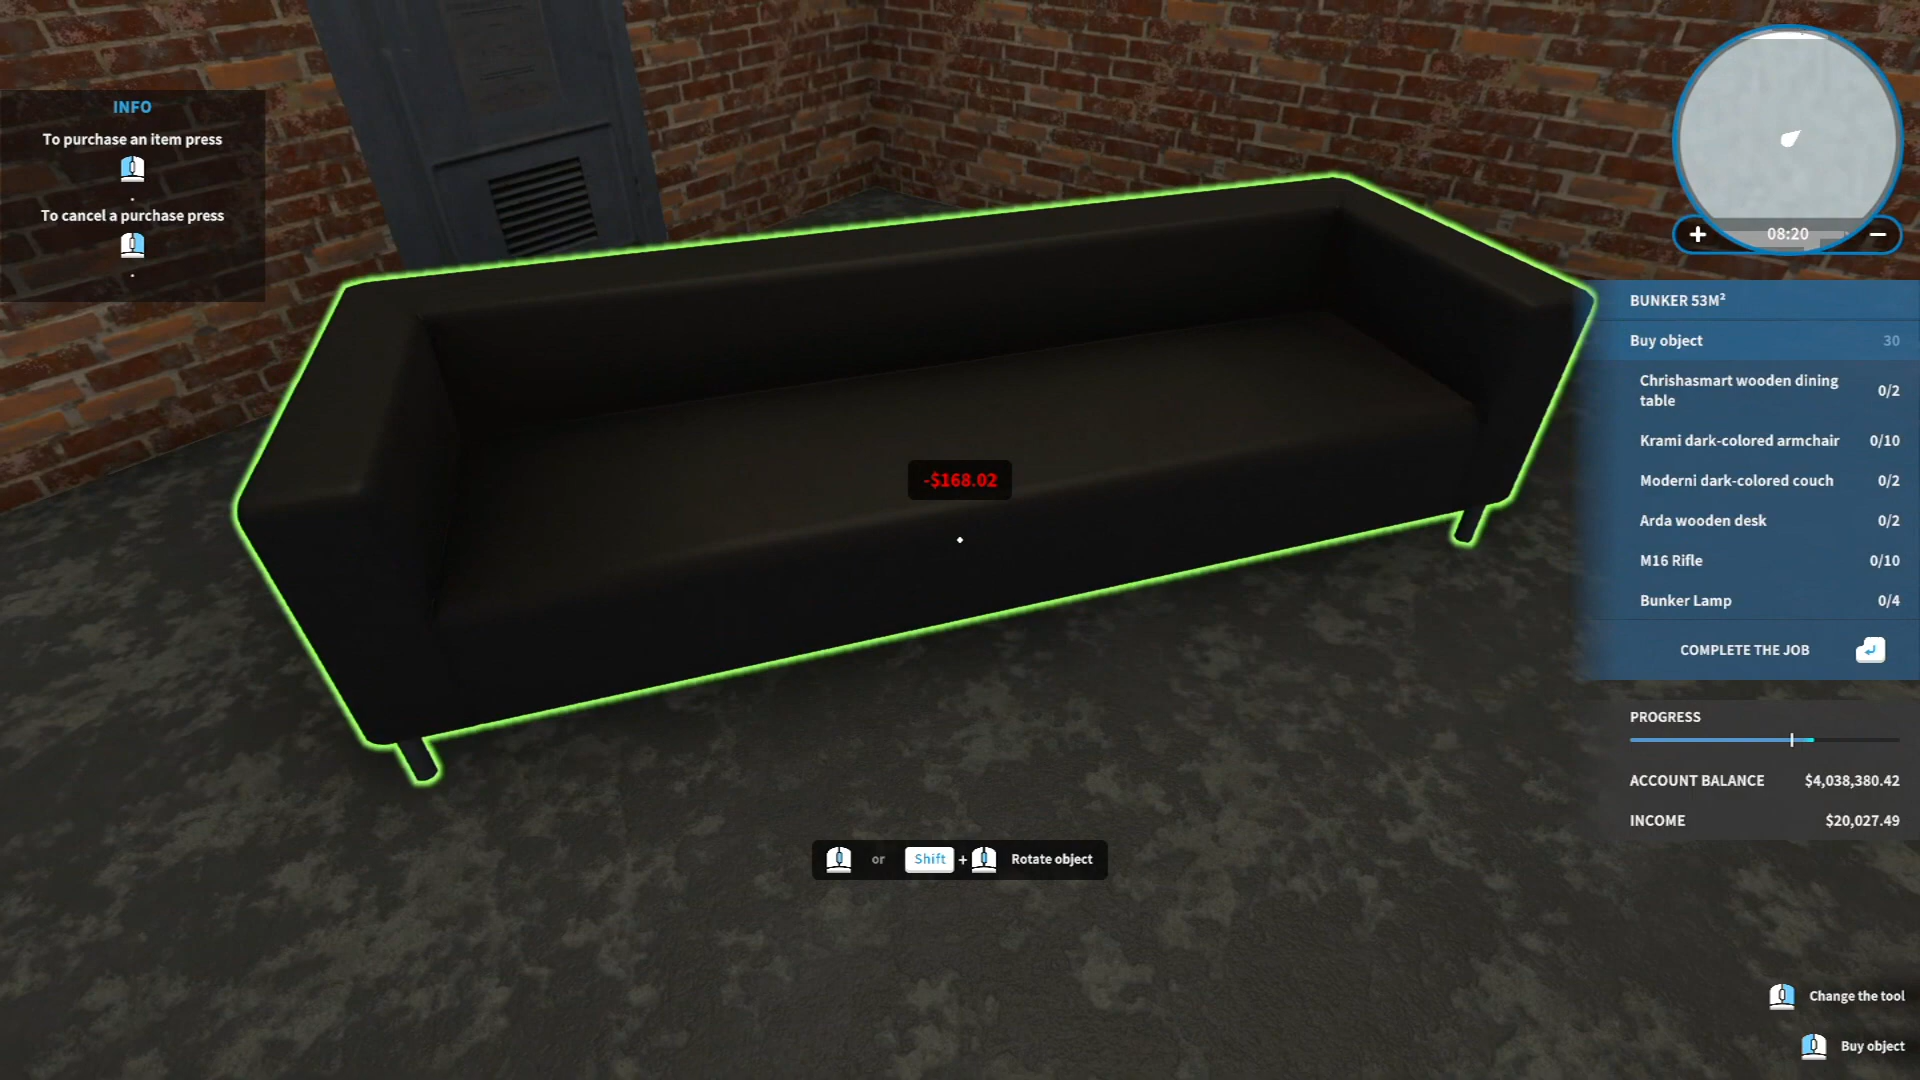 INFO
To purchase an item press
.
To cancel a purchase press
.
08:20
BUNKER 53M²
Buy object 30
Chrishasmart wooden dining
table 0/2
Krami dark-colored armchair 0/10
Moderni dark-colored couch 0/2
Arda wooden desk 0/2
M16 Rifle 0/10
Bunker Lamp 0/4
COMPLETE THE JOB
-$168.02
PROGRESS
ACCOUNT BALANCE $4,038,380.42
INCOME $20,027.49
or Shift + Rotate object
Change the tool
Buy object